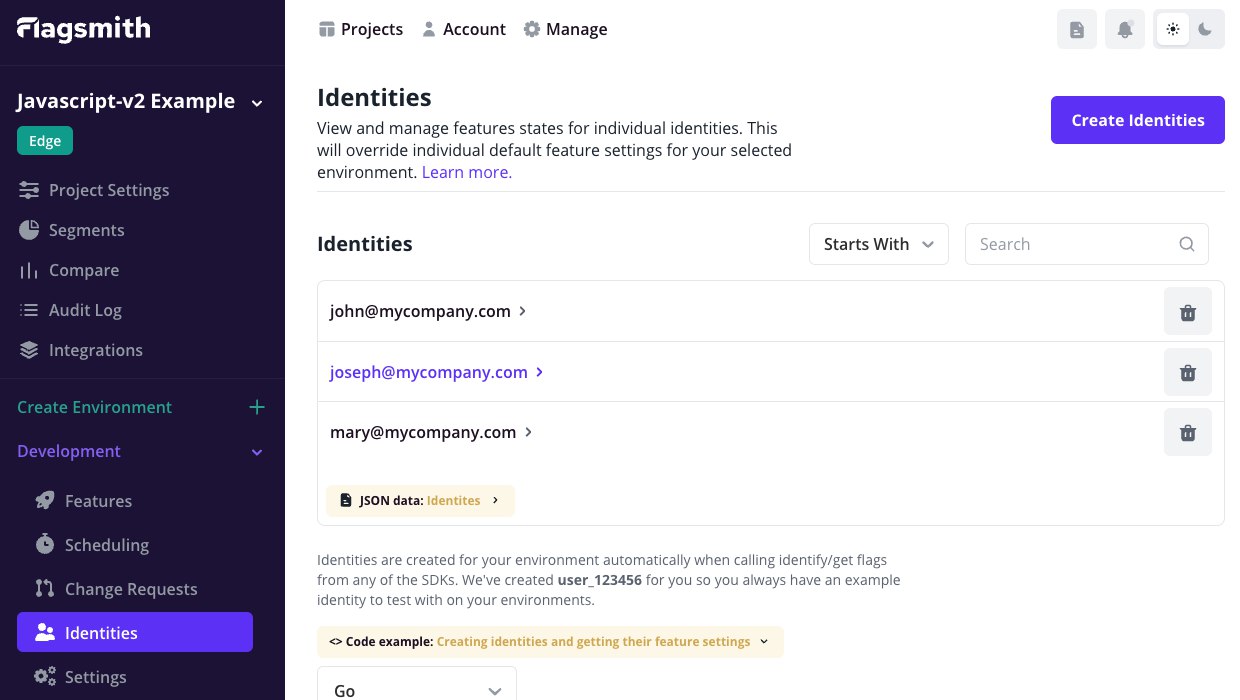 Flagsmith
Projects
Account
Manage
Javascript-v2 Example
Edge
Project Settings
Segments
Compare
Audit Log
Integrations
Create Environment
Development
Features
Scheduling
Change Requests
Identities
Settings
Identities
View and manage features states for individual identities. This
will override individual default feature settings for your selected
environment. Learn more.
Create Identities
Identities
Starts With
Search
john@mycompany.com
joseph@mycompany.com
mary@mycompany.com
JSON data: Identites
Identities are created for your environment automatically when calling identify/get flags
from any of the SDKs. We've created user_123456 for you so you always have an example
identity to test with on your environments.
<> Code example: Creating identities and getting their feature settings
Go